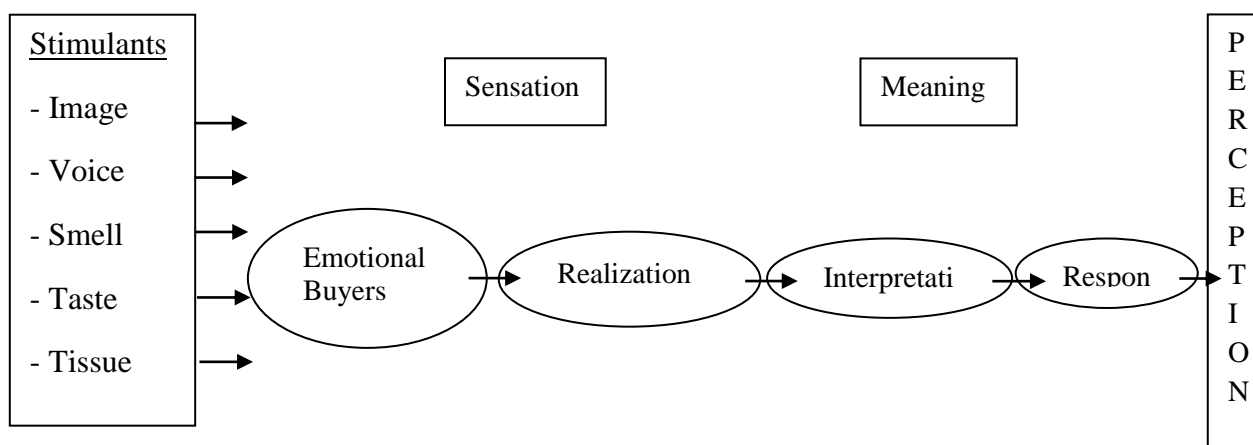 Stimulants
- Image
- Voice
- Smell
- Taste
- Tissue
Sensation
Meaning
Emotional
Buyers
Realization
Interpretati
Respon
P
E
R
C
E
P
T
I
O
N